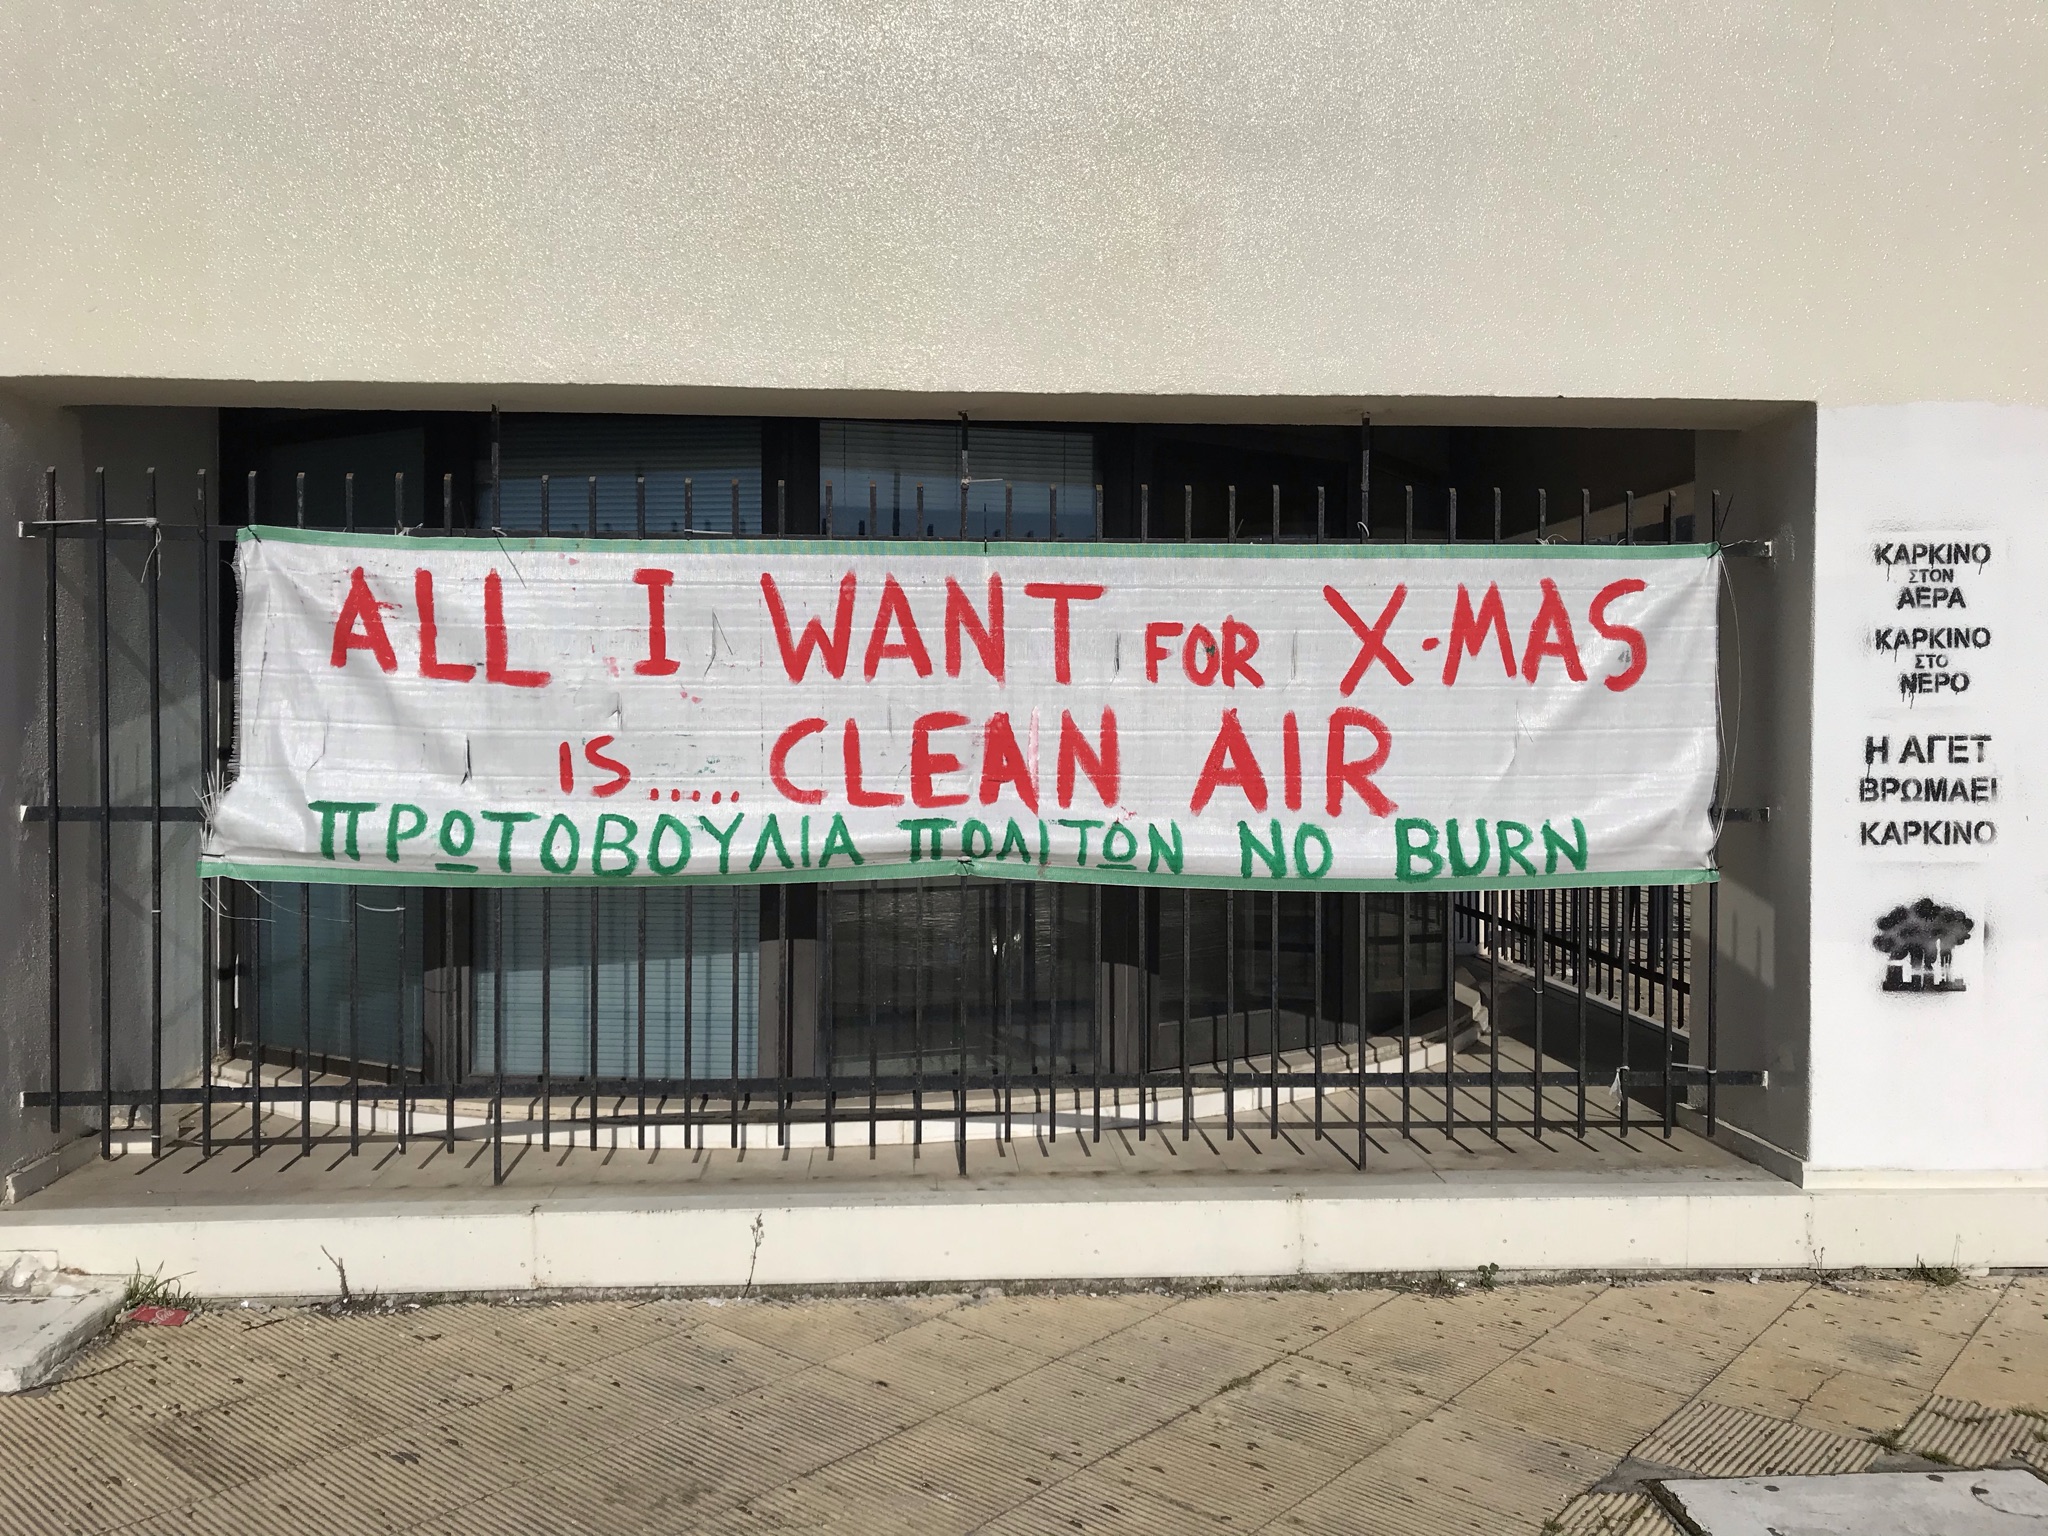 ALL I WANT FOR X-MAS
IS..... CLEAN AIR
ΠΡΩΤΟΒΟΥΛΙΑ ΠΟΛΙΤΩΝ NO BURN
ΚΑΡΚΙΝΟ
ΣΤΟΝ
ΑΕΡΑ
ΚΑΡΚΙΝΟ
ΣΤΟ
ΝΕΡΟ
Η ΑΓΕΤ
ΒΡΩΜΑΕΙ
ΚΑΡΚΙΝΟ